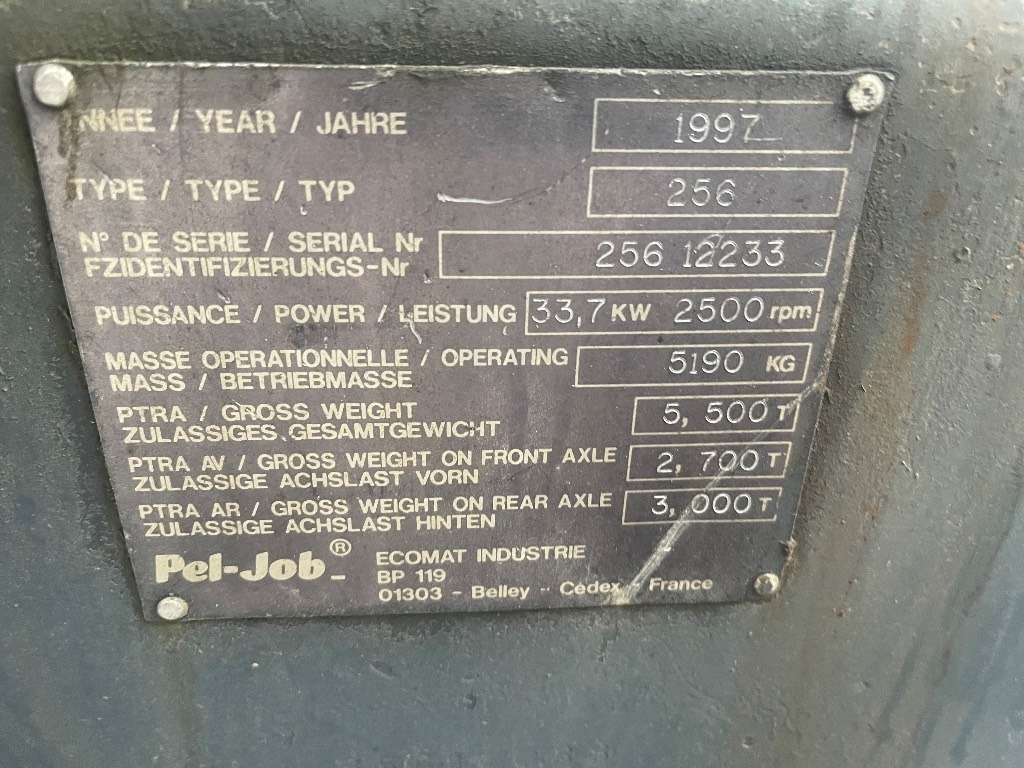 NNEE / YEAR / JAHRE 1997
TYPE / TYPE / TYP 256
N° DE SERIE / SERIAL Nr 256 12233
FZIDENTIFIZIERUNGS-Nr
PUISSANCE / POWER / LEISTUNG 33,7 KW 2500 rpm
MASSE OPERATIONNELLE / OPERATING 5190 KG
MASS / BETRIEBMASSE
PTRA / GROSS WEIGHT 5, 500 T
ZULASSIGES GESAMTGEWICHT
PTRA AV / GROSS WEIGHT ON FRONT AXLE 2, 700 T
ZULASSIGE ACHSLAST VORN
PTRA AR / GROSS WEIGHT ON REAR AXLE 3, 000 T
ZULASSIGE ACHSLAST HINTEN
Pel-Job® ECOMAT INDUSTRIE
BP 119
01303 - Belley - Cedex - France